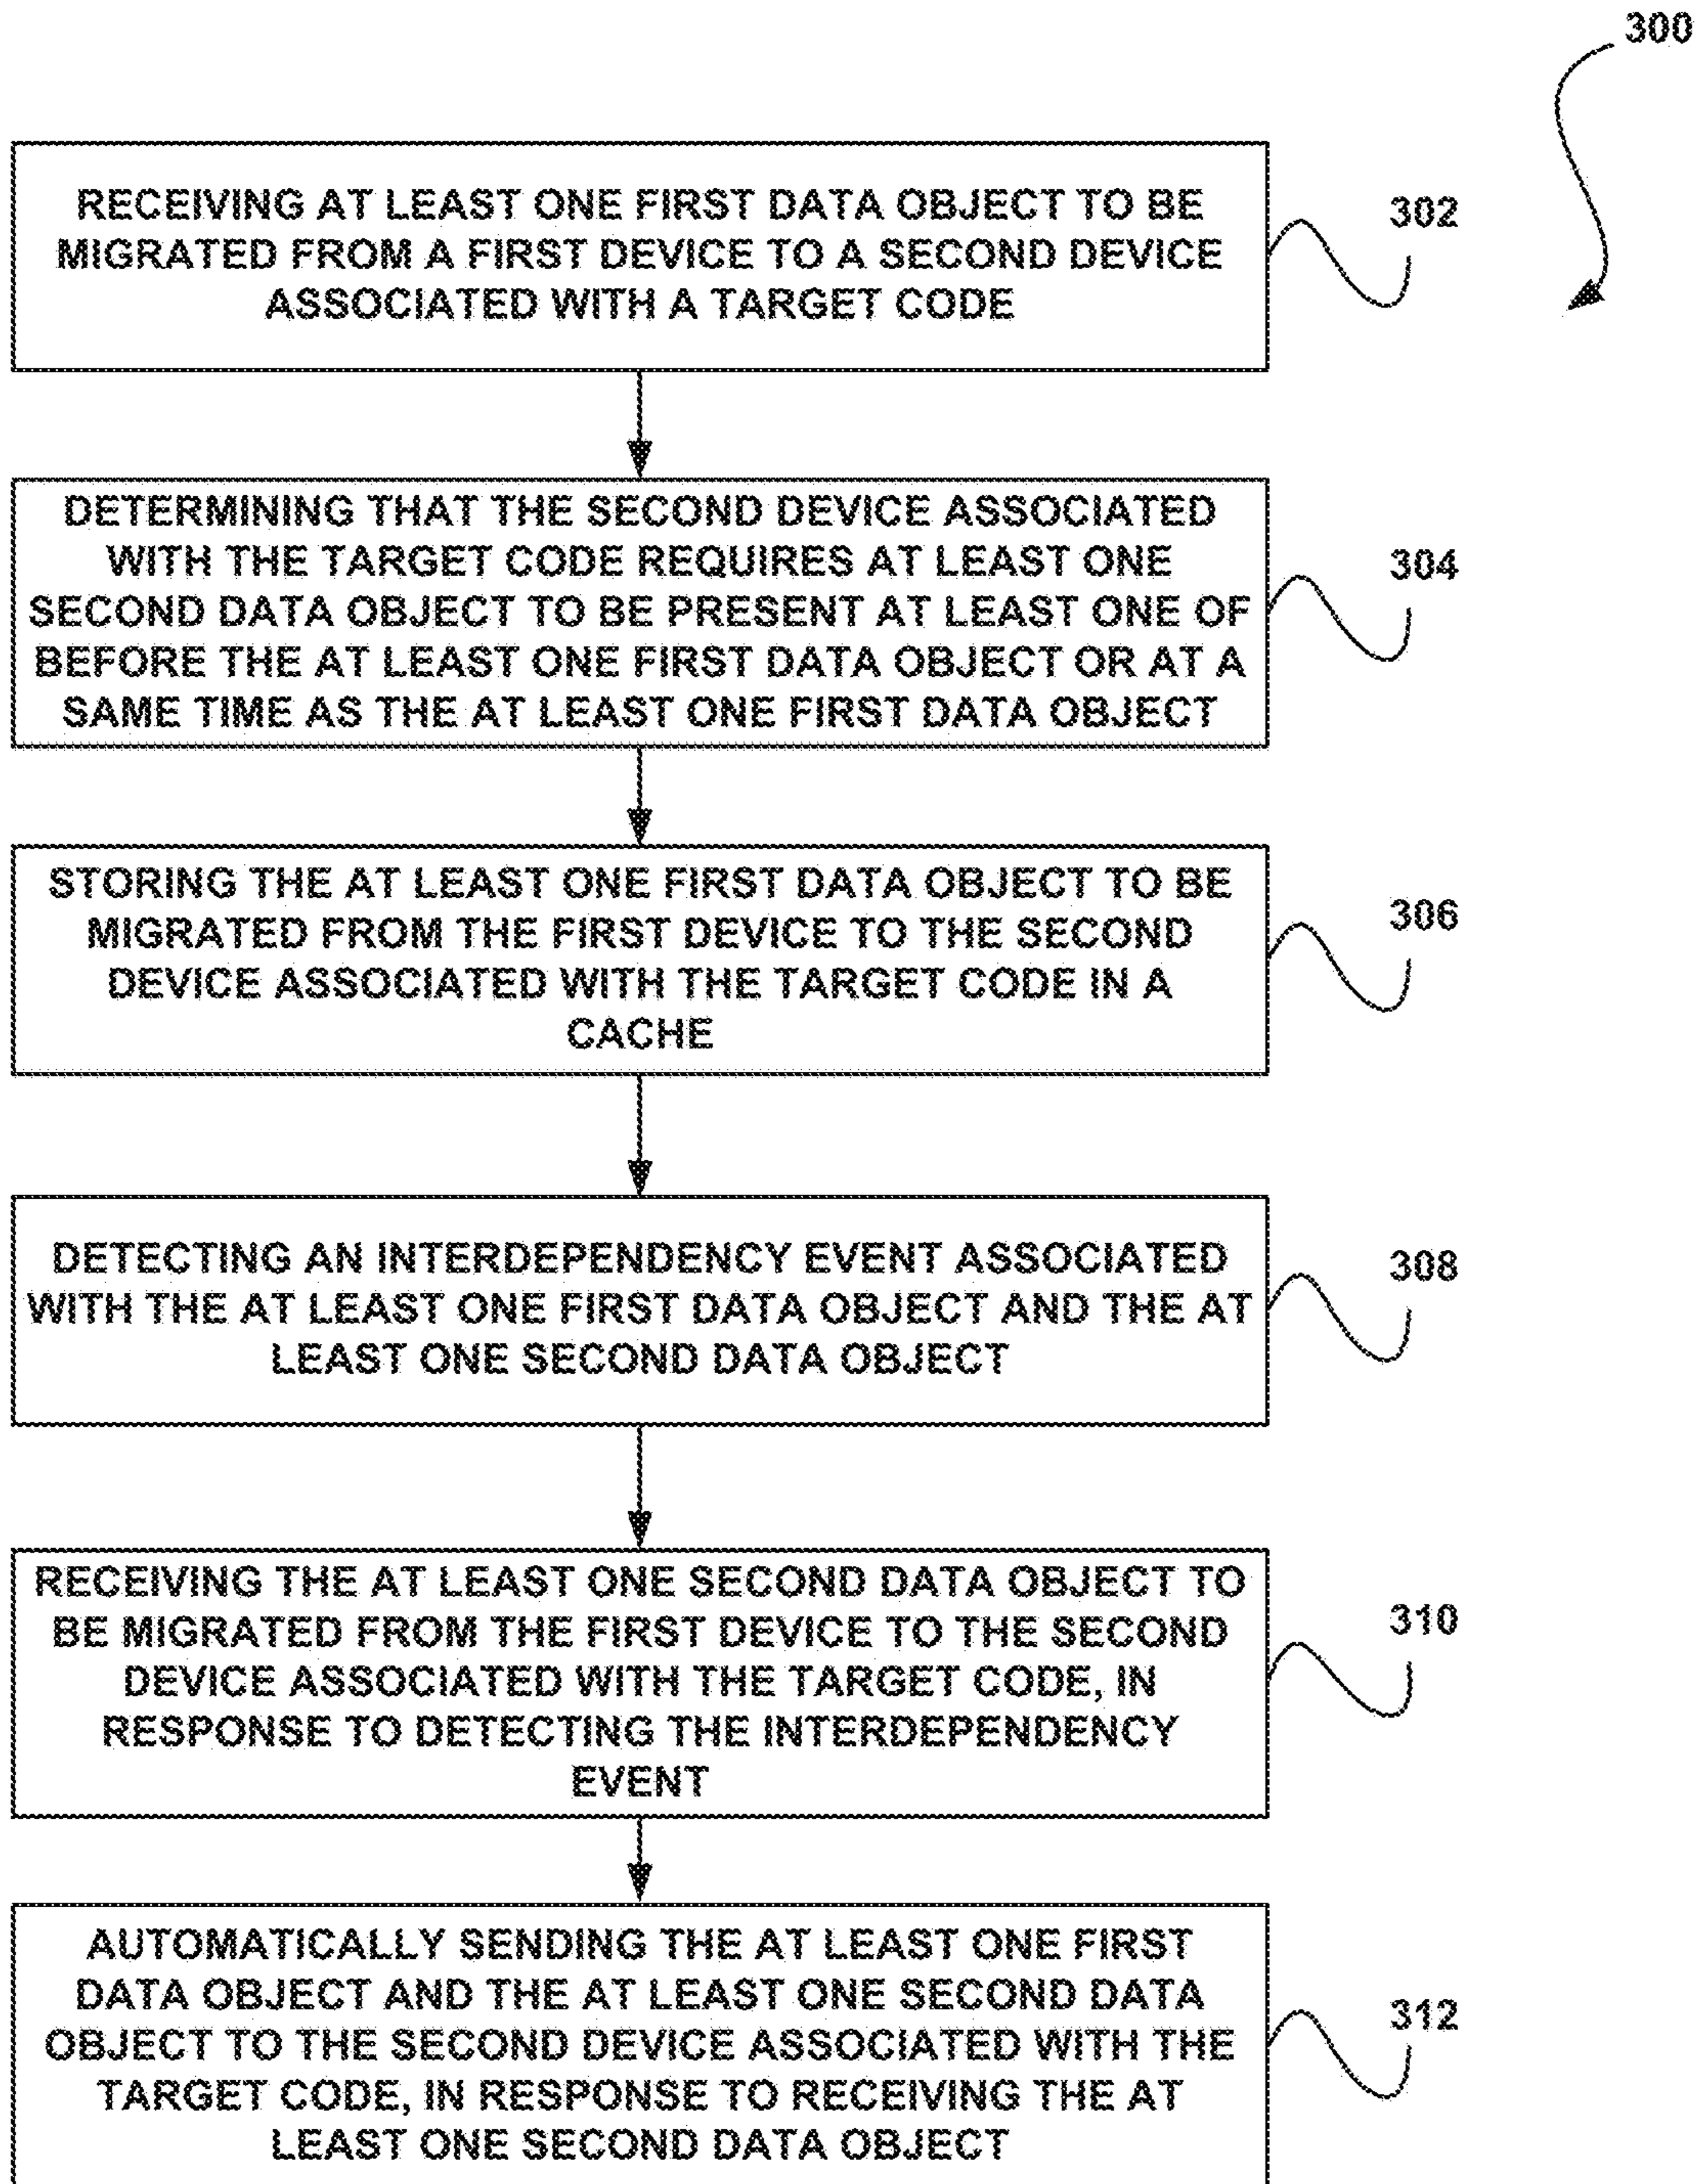 300
RECEIVING AT LEAST ONE FIRST DATA OBJECT TO BE
MIGRATED FROM A FIRST DEVICE TO A SECOND DEVICE
ASSOCIATED WITH A TARGET CODE
302
DETERMINING THAT THE SECOND DEVICE ASSOCIATED
WITH THE TARGET CODE REQUIRES AT LEAST ONE
SECOND DATA OBJECT TO BE PRESENT AT LEAST ONE OF
BEFORE THE AT LEAST ONE FIRST DATA OBJECT OR AT A
SAME TIME AS THE AT LEAST ONE FIRST DATA OBJECT
304
STORING THE AT LEAST ONE FIRST DATA OBJECT TO BE
MIGRATED FROM THE FIRST DEVICE TO THE SECOND
DEVICE ASSOCIATED WITH THE TARGET CODE IN A
CACHE
306
DETECTING AN INTERDEPENDENCY EVENT ASSOCIATED
WITH THE AT LEAST ONE FIRST DATA OBJECT AND THE AT
LEAST ONE SECOND DATA OBJECT
308
RECEIVING THE AT LEAST ONE SECOND DATA OBJECT TO
BE MIGRATED FROM THE FIRST DEVICE TO THE SECOND
DEVICE ASSOCIATED WITH THE TARGET CODE, IN
RESPONSE TO DETECTING THE INTERDEPENDENCY
EVENT
310
AUTOMATICALLY SENDING THE AT LEAST ONE FIRST
DATA OBJECT AND THE AT LEAST ONE SECOND DATA
OBJECT TO THE SECOND DEVICE ASSOCIATED WITH THE
TARGET CODE, IN RESPONSE TO RECEIVING THE AT
LEAST ONE SECOND DATA OBJECT
312